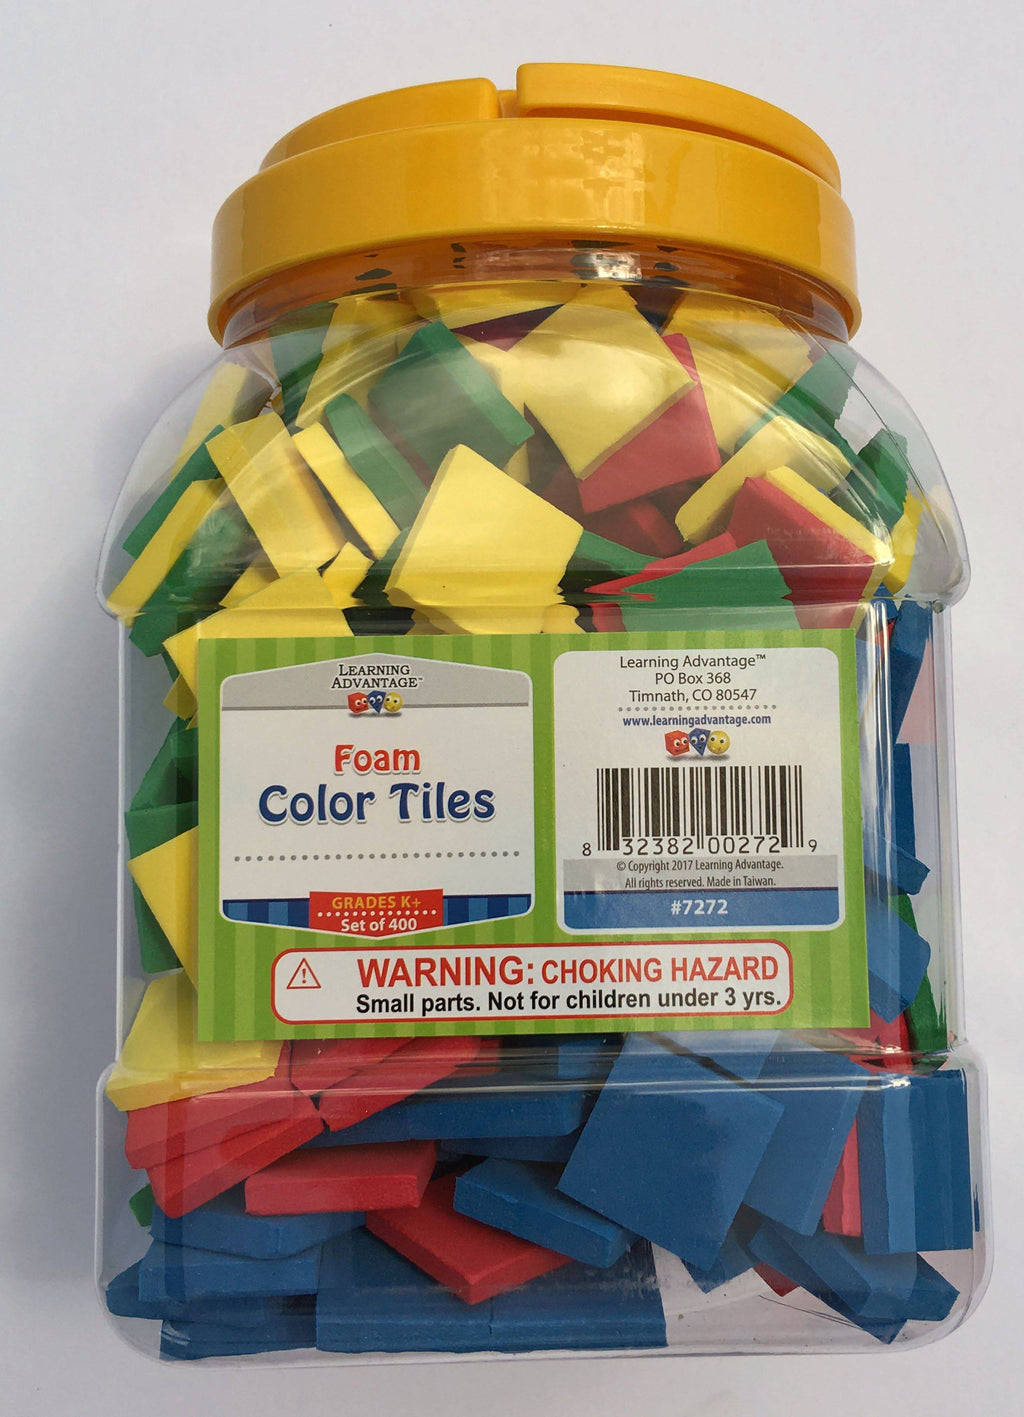 LEARNING
ADVANTAGE™
Foam
Color Tiles
GRADES K+
Set of 400
Learning Advantage™
PO Box 368
Timnath, CO 80547
www.learningadvantage.com
8 32382 00272 9
© Copyright 2017 Learning Advantage.
All rights reserved. Made in Taiwan.
#7272
WARNING: CHOKING HAZARD
Small parts. Not for children under 3 yrs.